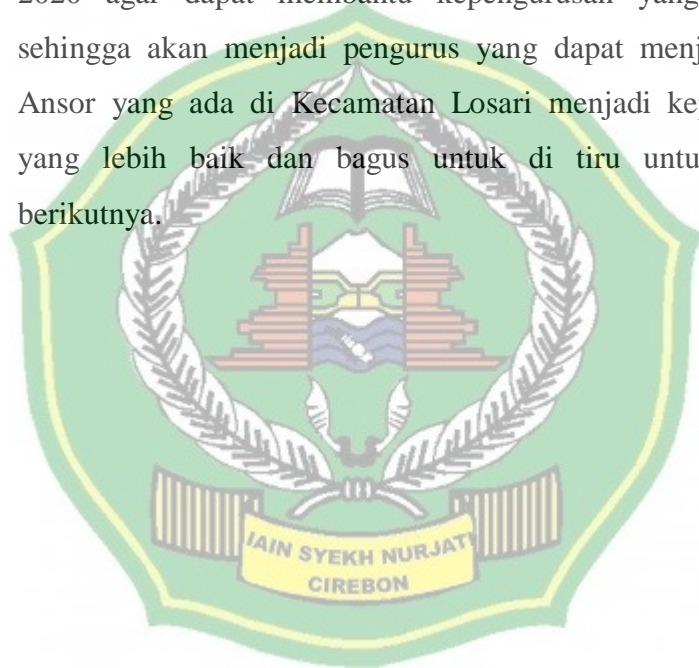 2020 agar dapat membantu kepengurusan yang
sehingga akan menjadi pengurus yang dapat
Ansor yang ada di Kecamatan Losari menjadi
yang lebih baik dan bagus untuk di tiru
berikutnya.
IAIN SYEKH NURJATI
CIREBON